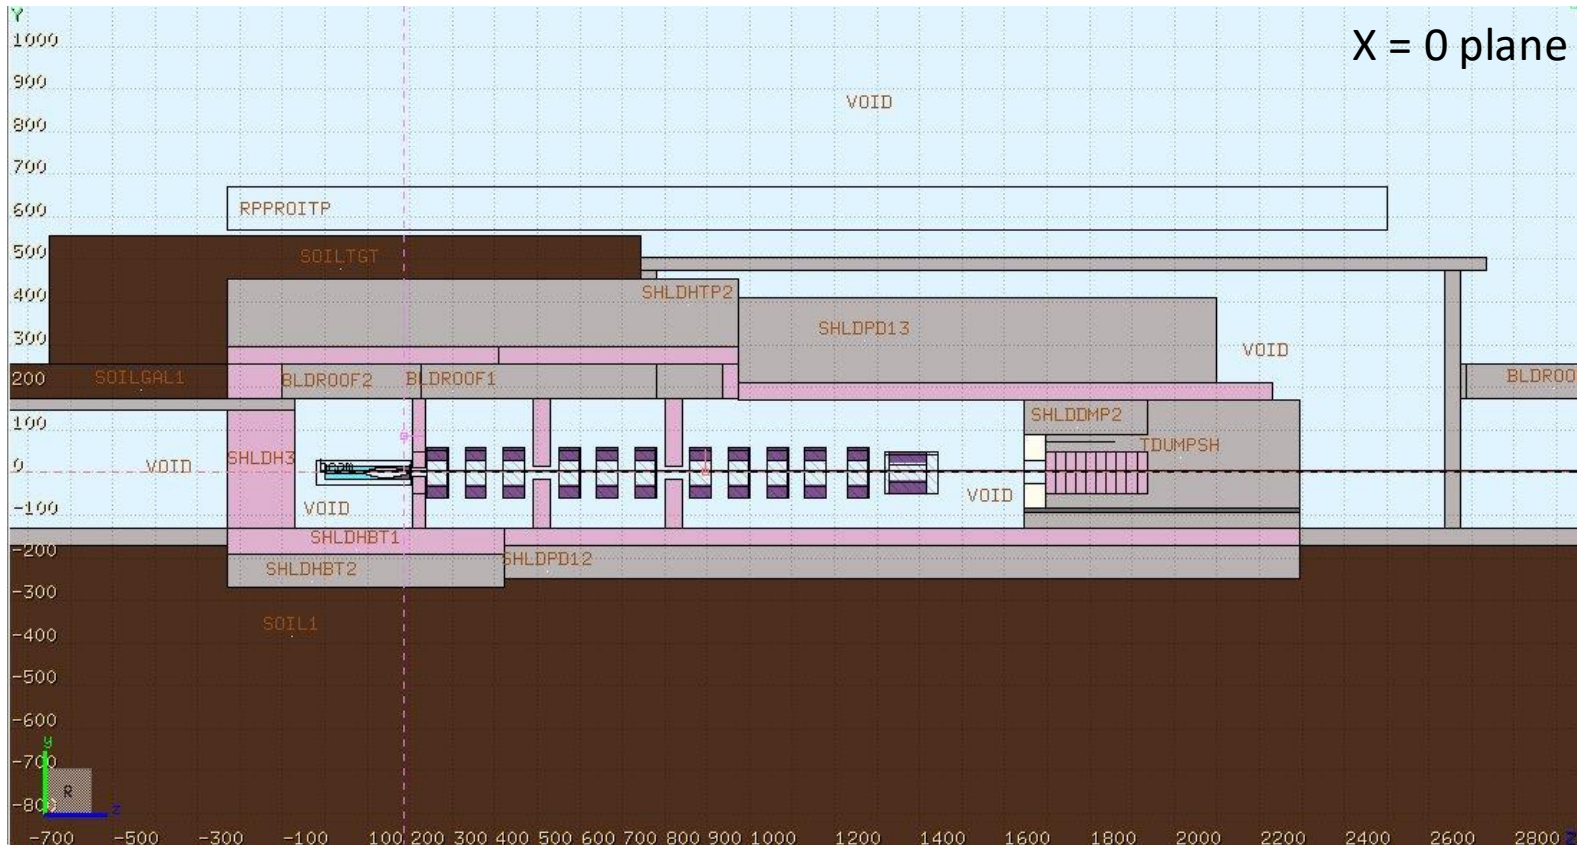 Y
X = 0 plane
1000
900
VOID
800
700
RPPROITP
600
500
SOILTGT
400
SHLDHTP2
SHLDPD13
300
VOID
200
SOILGAL1
BLDROOF2
BLDROOF1
BLDROO
100
SHLDDMP2
TDUMPSH
0
VOID
SHLDH3
beam
VOID
VOID
-100
SHLDHBT1
-200
SHLDPD12
SHLDHBT2
-300
SOIL1
-400
-500
-600
y
-700
R
-800
z
-700 -500 -300 -100 100 200 300 400 500 600 700 800 900 1000 1200 1400 1600 1800 2000 2200 2400 2600 2800